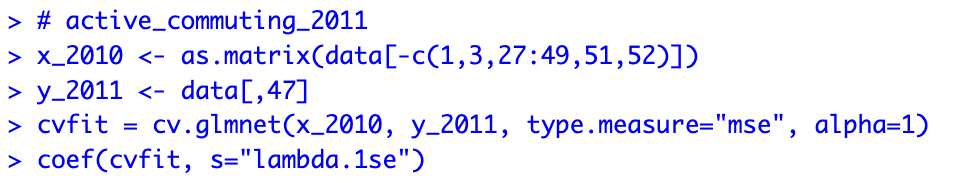 > # active_commuting_2011
> x_2010 <- as.matrix(data[-c(1,3,27:49,51,52)])
> y_2011 <- data[,47]
> cvfit = cv.glmnet(x_2010, y_2011, type.measure="mse", alpha=1)
> coef(cvfit, s="lambda.1se")